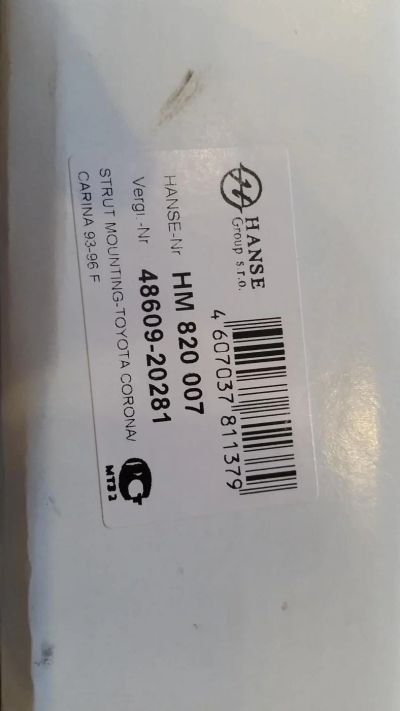 HANSE
Group s.r.o.
4 607037 811379
HANSE-Nr HM 820 007
Vergl.-Nr 48609-20281
STRUT MOUNTING-TOYOTA CORONA/
CARINA 93-96 F
МТ22